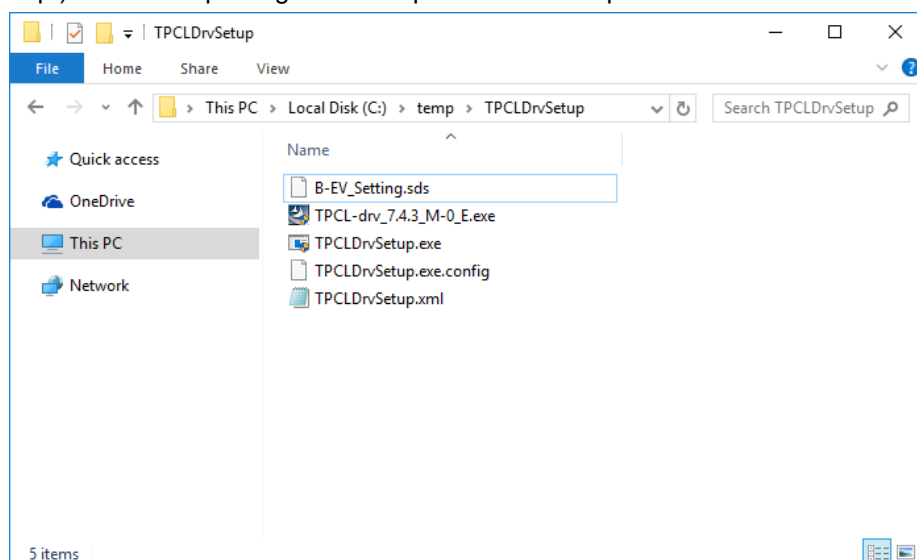 TPCLDrvSetup
File Home Share View
This PC > Local Disk (C:) > temp > TPCLDrvSetup
Search TPCLDrvSetup
Quick access
OneDrive
This PC
Network
Name
B-EV_Setting.sds
TPCL-drv_7.4.3_M-0_E.exe
TPCLDrvSetup.exe
TPCLDrvSetup.exe.config
TPCLDrvSetup.xml
5 items